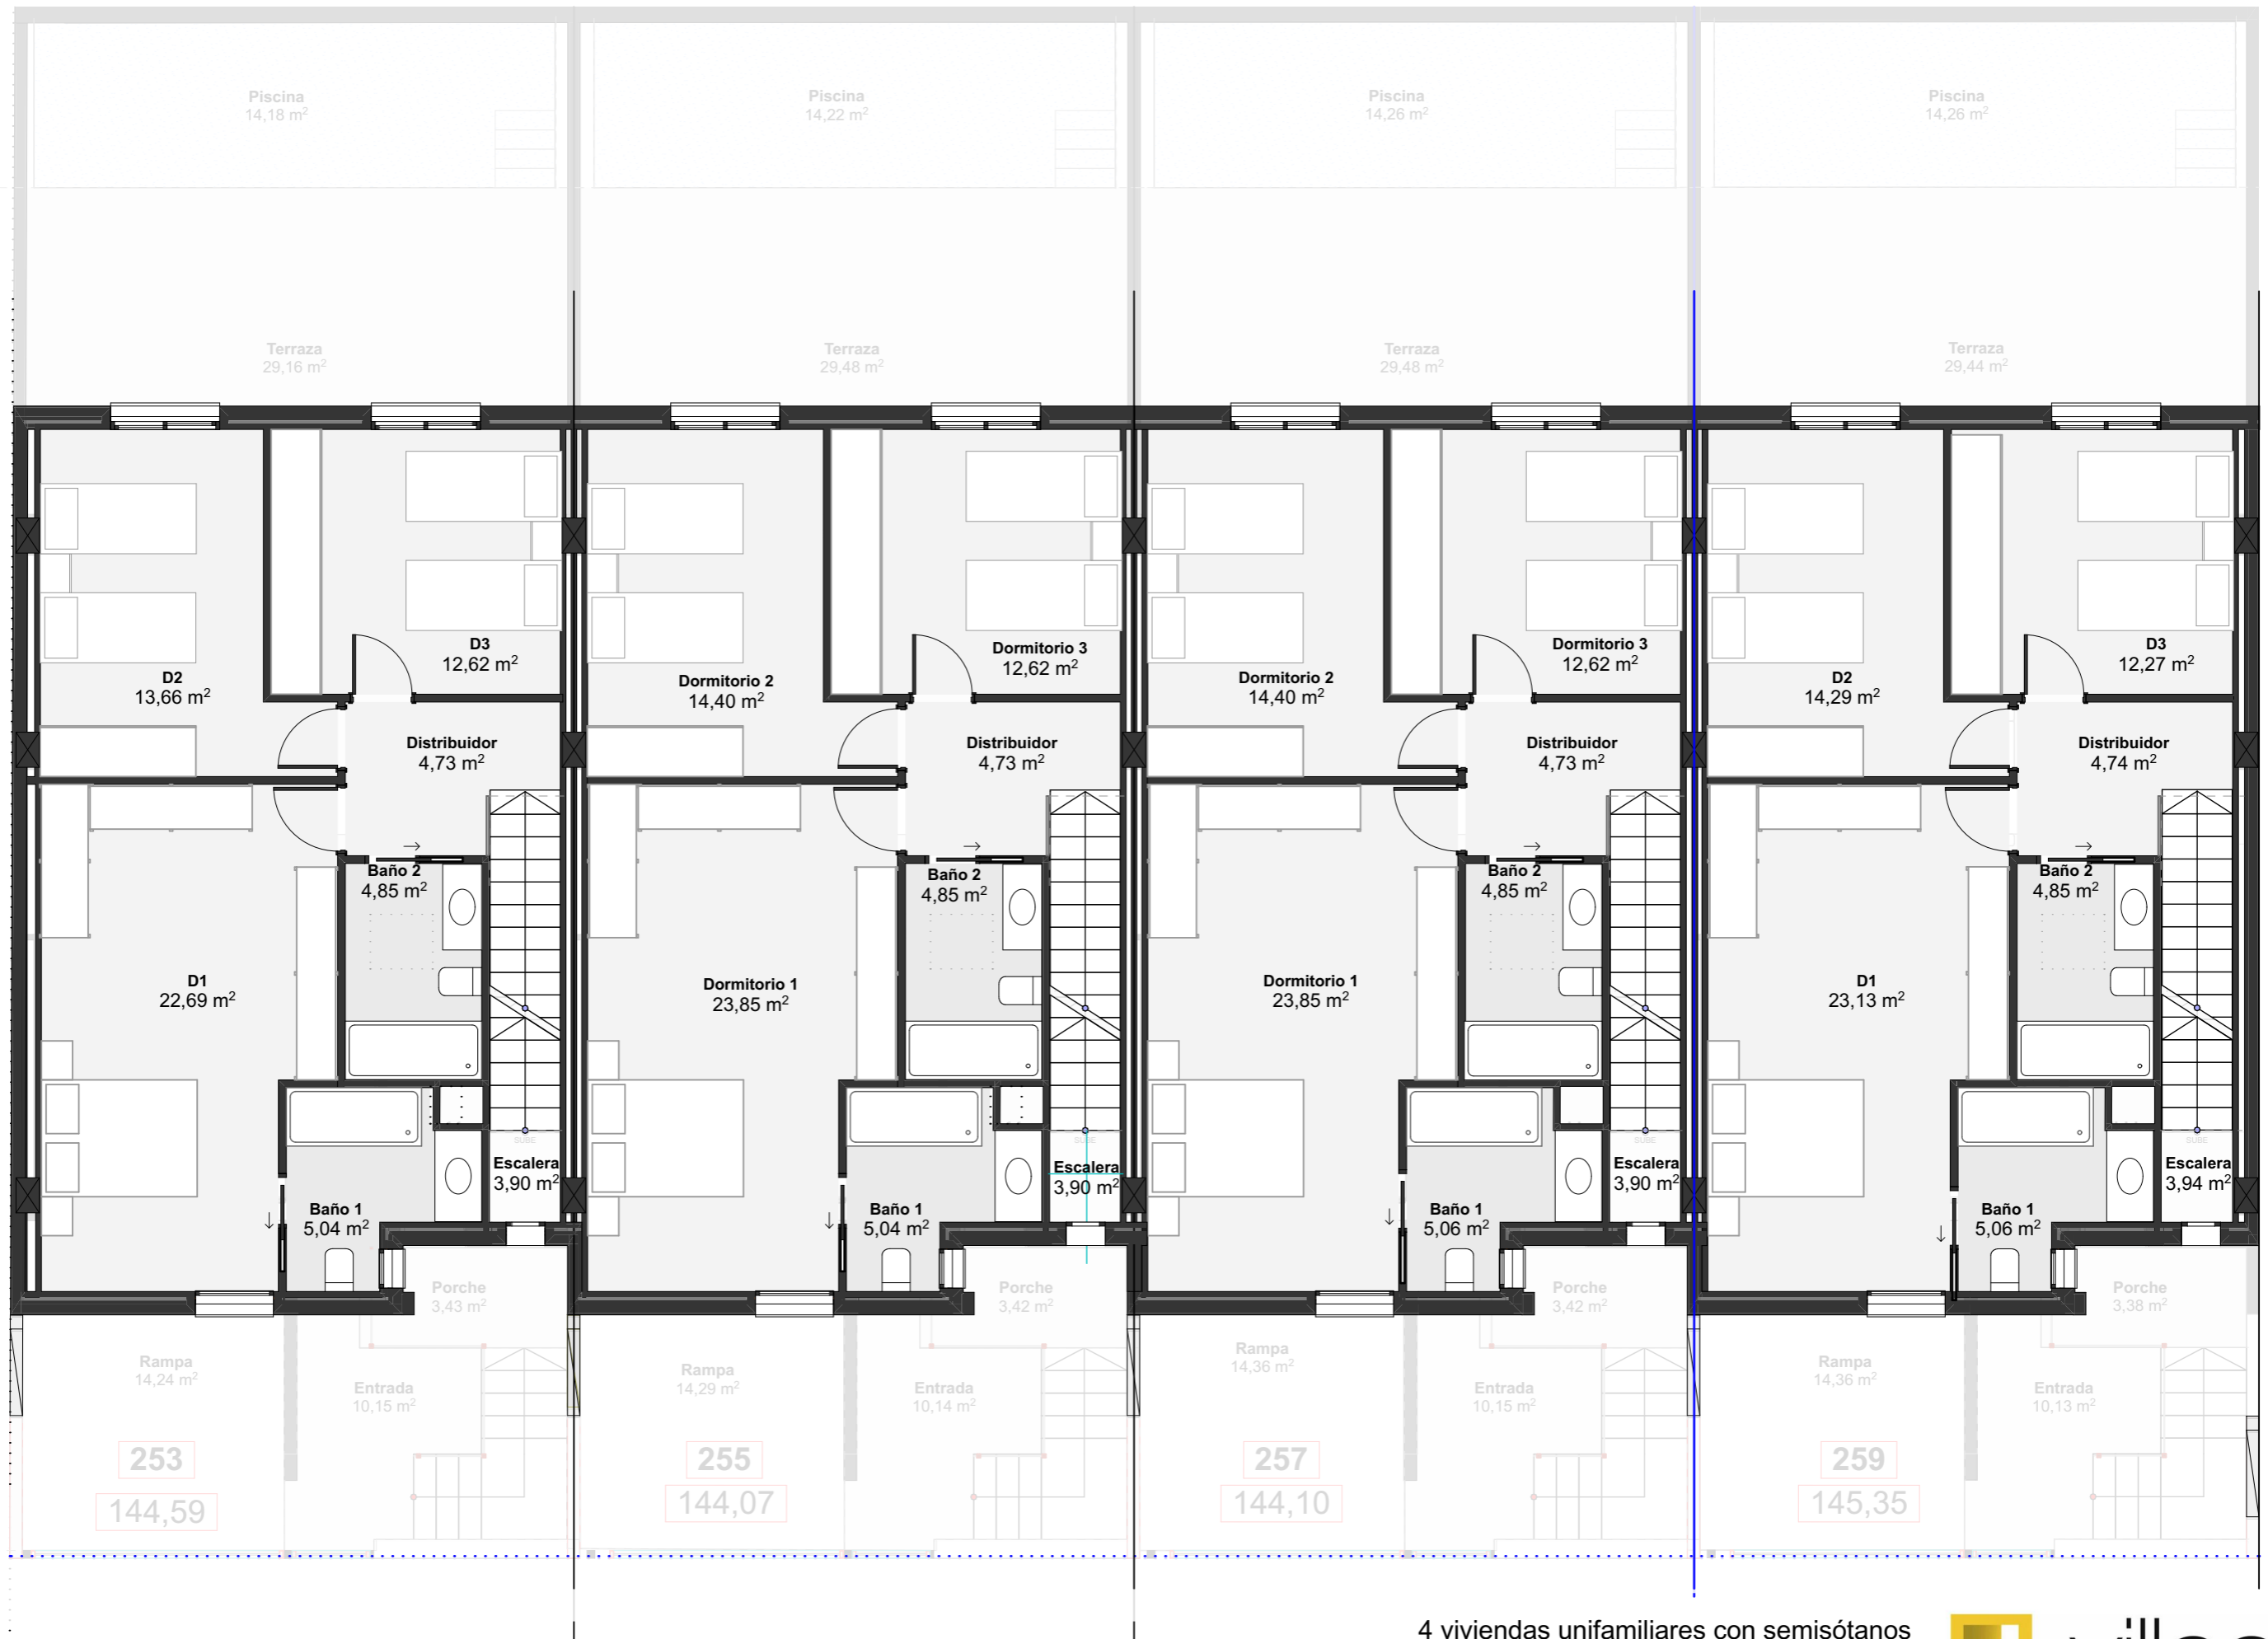 Piscina
14,18 m²
Piscina
14,22 m²
Piscina
14,26 m²
Piscina
14,26 m²
Terraza
29,16 m²
Terraza
29,48 m²
Terraza
29,48 m²
Terraza
29,44 m²
D2
13,66 m²
D3
12,62 m²
Distribuidor
4,73 m²
Baño 2
4,85 m²
D1
22,69 m²
SUBE
Escalera
3,90 m²
Baño 1
5,04 m²
Porche
3,43 m²
Rampa
14,24 m²
Entrada
10,15 m²
253
144,59
Dormitorio 2
14,40 m²
Dormitorio 3
12,62 m²
Distribuidor
4,73 m²
Baño 2
4,85 m²
Dormitorio 1
23,85 m²
SUBE
Escalera
3,90 m²
Baño 1
5,04 m²
Porche
3,42 m²
Rampa
14,29 m²
Entrada
10,14 m²
255
144,07
Dormitorio 2
14,40 m²
Dormitorio 3
12,62 m²
Distribuidor
4,73 m²
Baño 2
4,85 m²
Dormitorio 1
23,85 m²
SUBE
Escalera
3,90 m²
Baño 1
5,06 m²
Porche
3,42 m²
Rampa
14,36 m²
Entrada
10,15 m²
257
144,10
D2
14,29 m²
D3
12,27 m²
Distribuidor
4,74 m²
Baño 2
4,85 m²
D1
23,13 m²
SUBE
Escalera
3,94 m²
Baño 1
5,06 m²
Porche
3,38 m²
Rampa
14,36 m²
Entrada
10,13 m²
259
145,35
4 viviendas unifamiliares con semisótanos